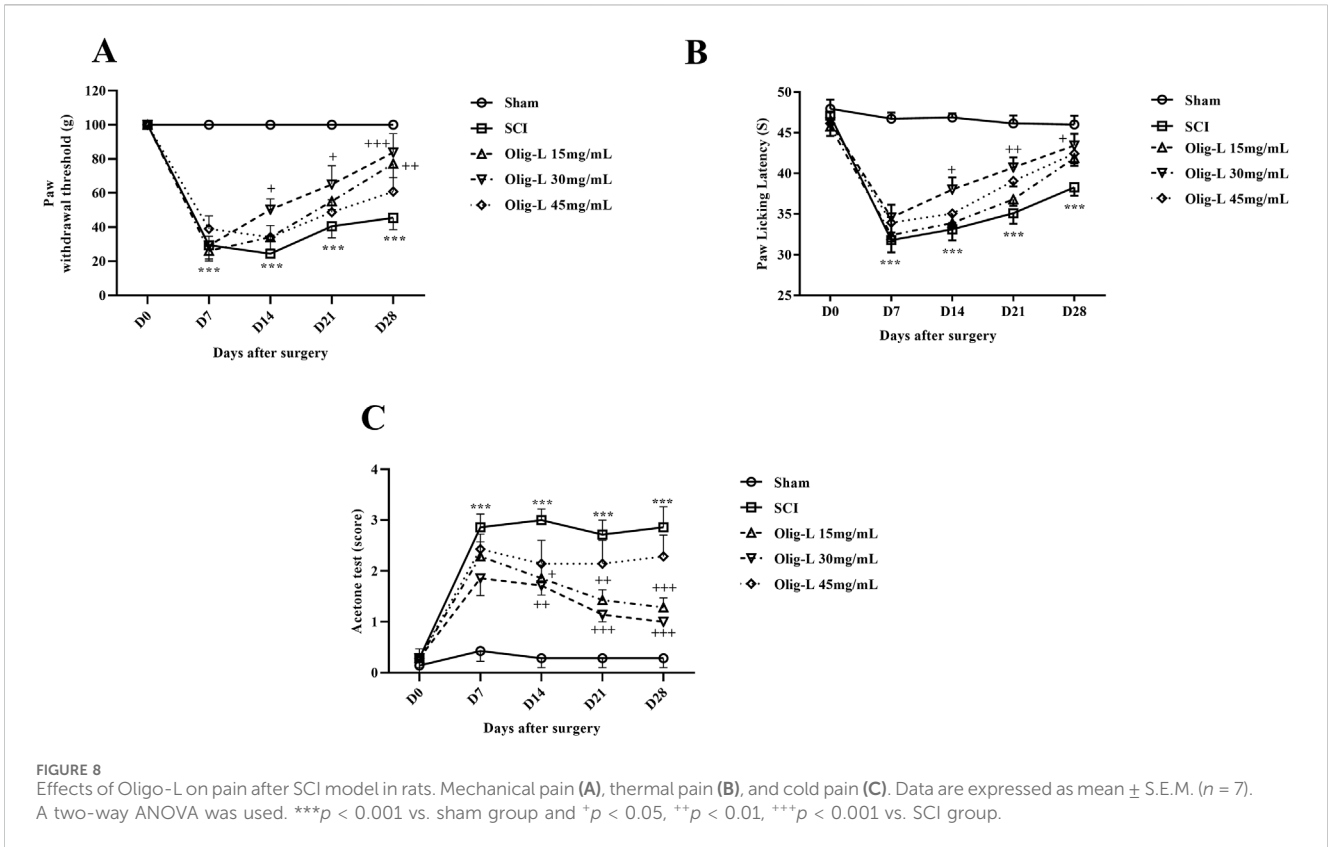 A
120
100
80
60
40
20
0
Paw
withdrawal threshold (g)
+
+
+++
++
***
***
***
***
D0
D7
D14
D21
D28
Days after surgery
Sham
SCI
Olig-L 15mg/mL
Olig-L 30mg/mL
Olig-L 45mg/mL
B
50
45
40
35
30
25
Paw Licking Latency (S)
+
++
+
***
***
***
***
D0
D7
D14
D21
D28
Days after surgery
Sham
SCI
Olig-L 15mg/mL
Olig-L 30mg/mL
Olig-L 45mg/mL
C
4
3
2
1
0
Acetone test (score)
***
***
***
***
+
++
+++
++
+++
+++
D0
D7
D14
D21
D28
Days after surgery
Sham
SCI
Olig-L 15mg/mL
Olig-L 30mg/mL
Olig-L 45mg/mL
FIGURE 8
Effects of Oligo-L on pain after SCI model in rats. Mechanical pain (A), thermal pain (B), and cold pain (C). Data are expressed as mean ± S.E.M. (n = 7).
A two-way ANOVA was used. ***p < 0.001 vs. sham group and +p < 0.05, ++p < 0.01, +++p < 0.001 vs. SCI group.